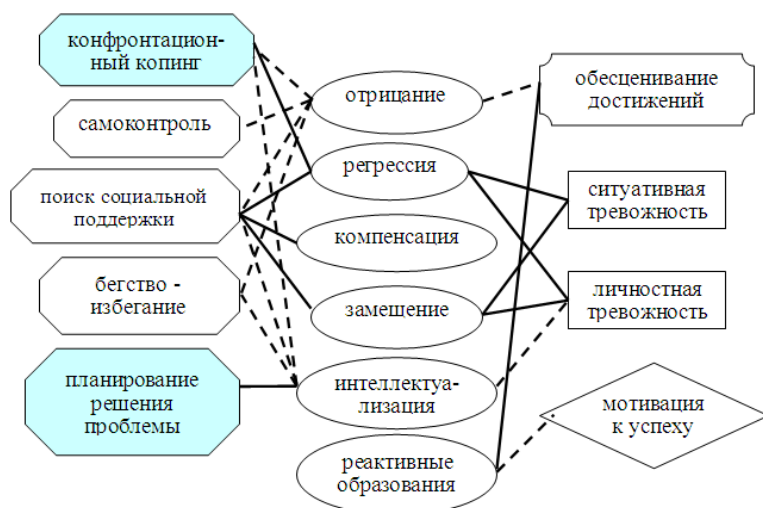 конфронтацион-
ный копинг
самоконтроль
поиск социальной
поддержки
бегство -
избегание
планирование
решения
проблемы
отрицание
регрессия
компенсация
замещение
интеллектуа-
лизация
реактивные
образования
обесценивание
достижений
ситуативная
тревожность
личностная
тревожность
мотивация
к успеху